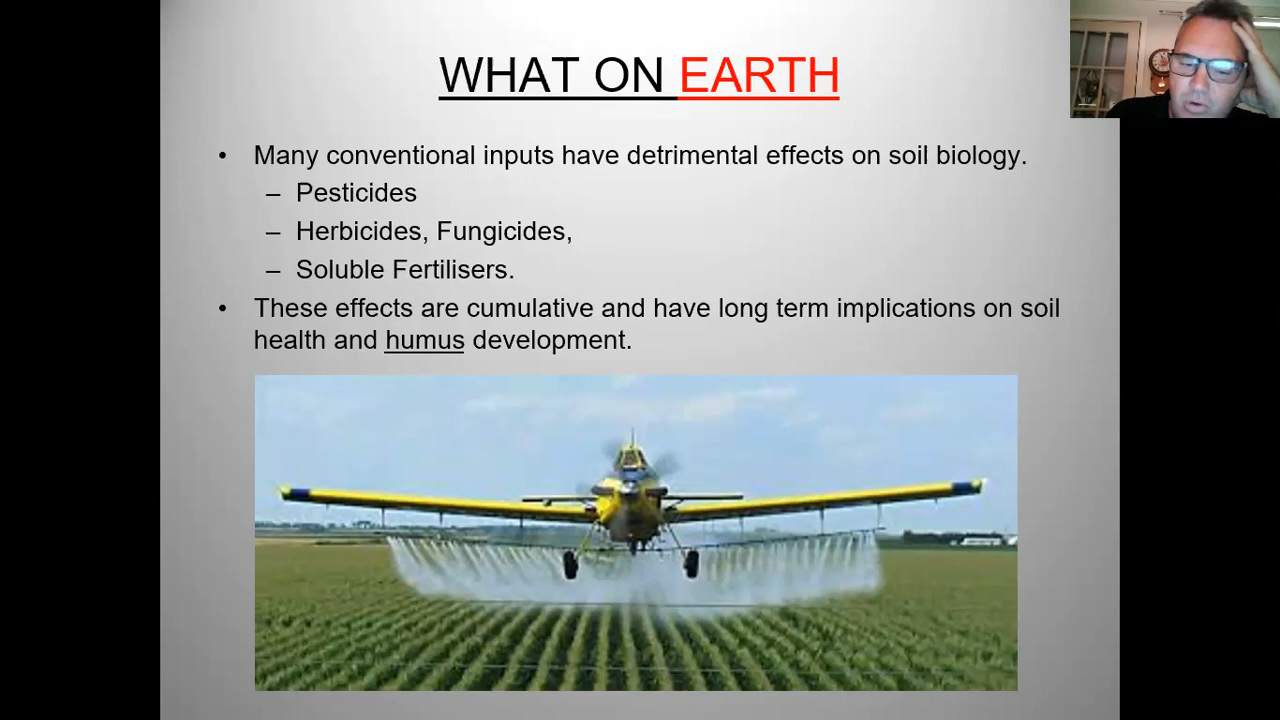 WHAT ON EARTH
• Many conventional inputs have detrimental effects on soil biology.
– Pesticides
– Herbicides, Fungicides,
– Soluble Fertilisers.
• These effects are cumulative and have long term implications on soil
health and humus development.